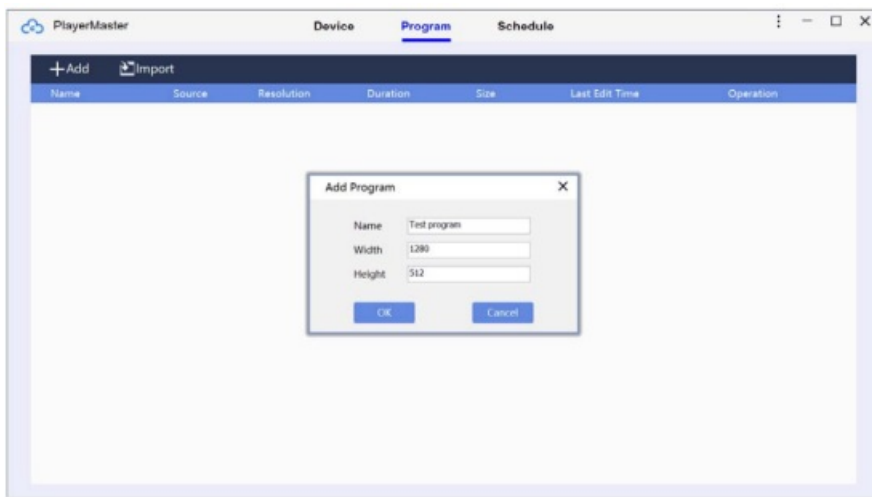 PlayerMaster Device Program Schedule
Add Import
Name Source Resolution Duration Size Last Edit Time Operation
Add Program
Name Test program
Width 1280
Height 512
OK Cancel